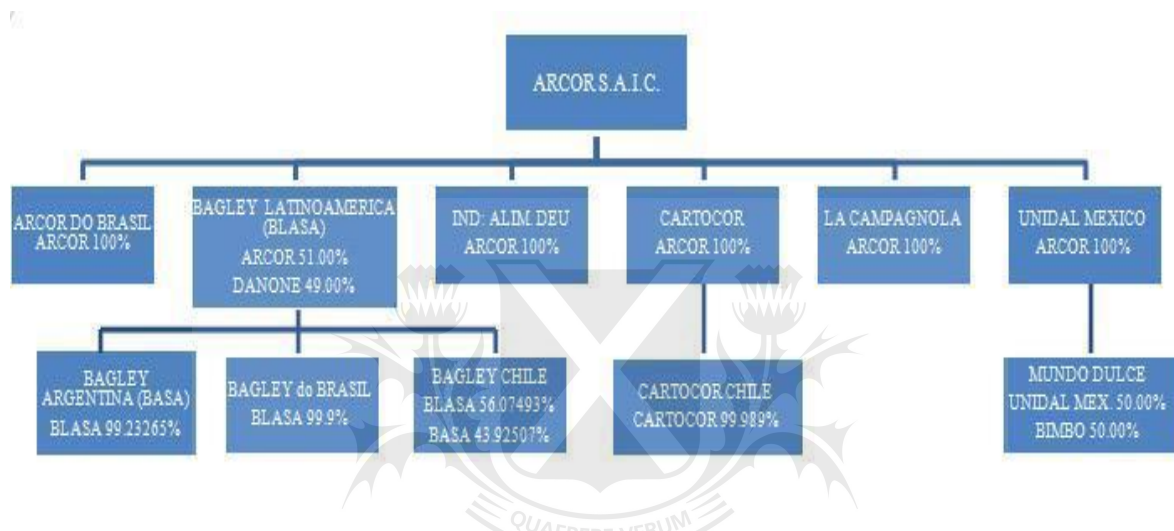 ARCOR S.A.I.C.
ARCOR DO BRASIL
ARCOR 100%
BAGLEY LATINOAMERICA
(BLASA)
ARCOR 51.00%
DANONE 49.00%
IND: ALIM. DEU
ARCOR 100%
CARTOCOR
ARCOR 100%
LA CAMPAGNOLA
ARCOR 100%
UNIDAL MEXICO
ARCOR 100%
BAGLEY
ARGENTINA (BASA)
BLASA 99.23265%
BAGLEY do BRASIL
BLASA 99.9%
BAGLEY CHILE
BLASA 56.07493%
BASA 43.92507%
CARTOCOR CHILE
CARTOCOR 99.989%
MUNDO DULCE
UNIDAL MEX. 50.00%
BIMBO 50.00%
QUAERERE VERUM